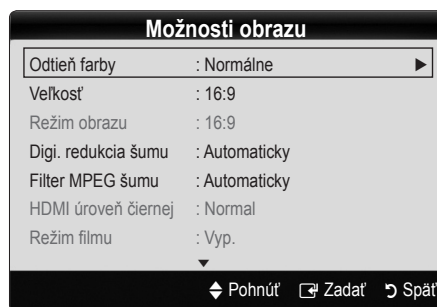 Možnosti obrazu
Odtieň farby : Normálne ▶
Veľkosť : 16:9
Režim obrazu : 16:9
Digi. redukcia šumu : Automaticky
Filter MPEG šumu : Automaticky
HDMI úroveň čiernej : Normal
Režim filmu : Vyp.
Pohnúť Zadať Späť